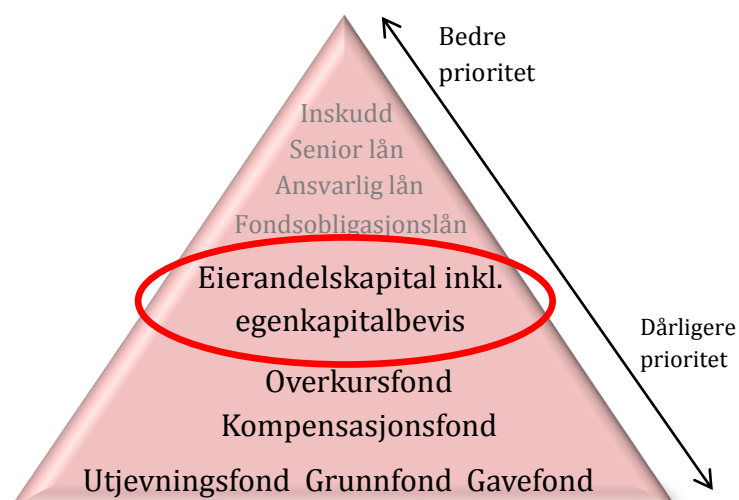 Bedre
prioritet
Inskudd
Senior lån
Ansvarlig lån
Fondsobligasjonslån
Eierandelskapital inkl.
egenkapitalbevis
Dårligere
prioritet
Overkursfond
Kompensasjonsfond
Utjevningsfond Grunnfond Gavefond